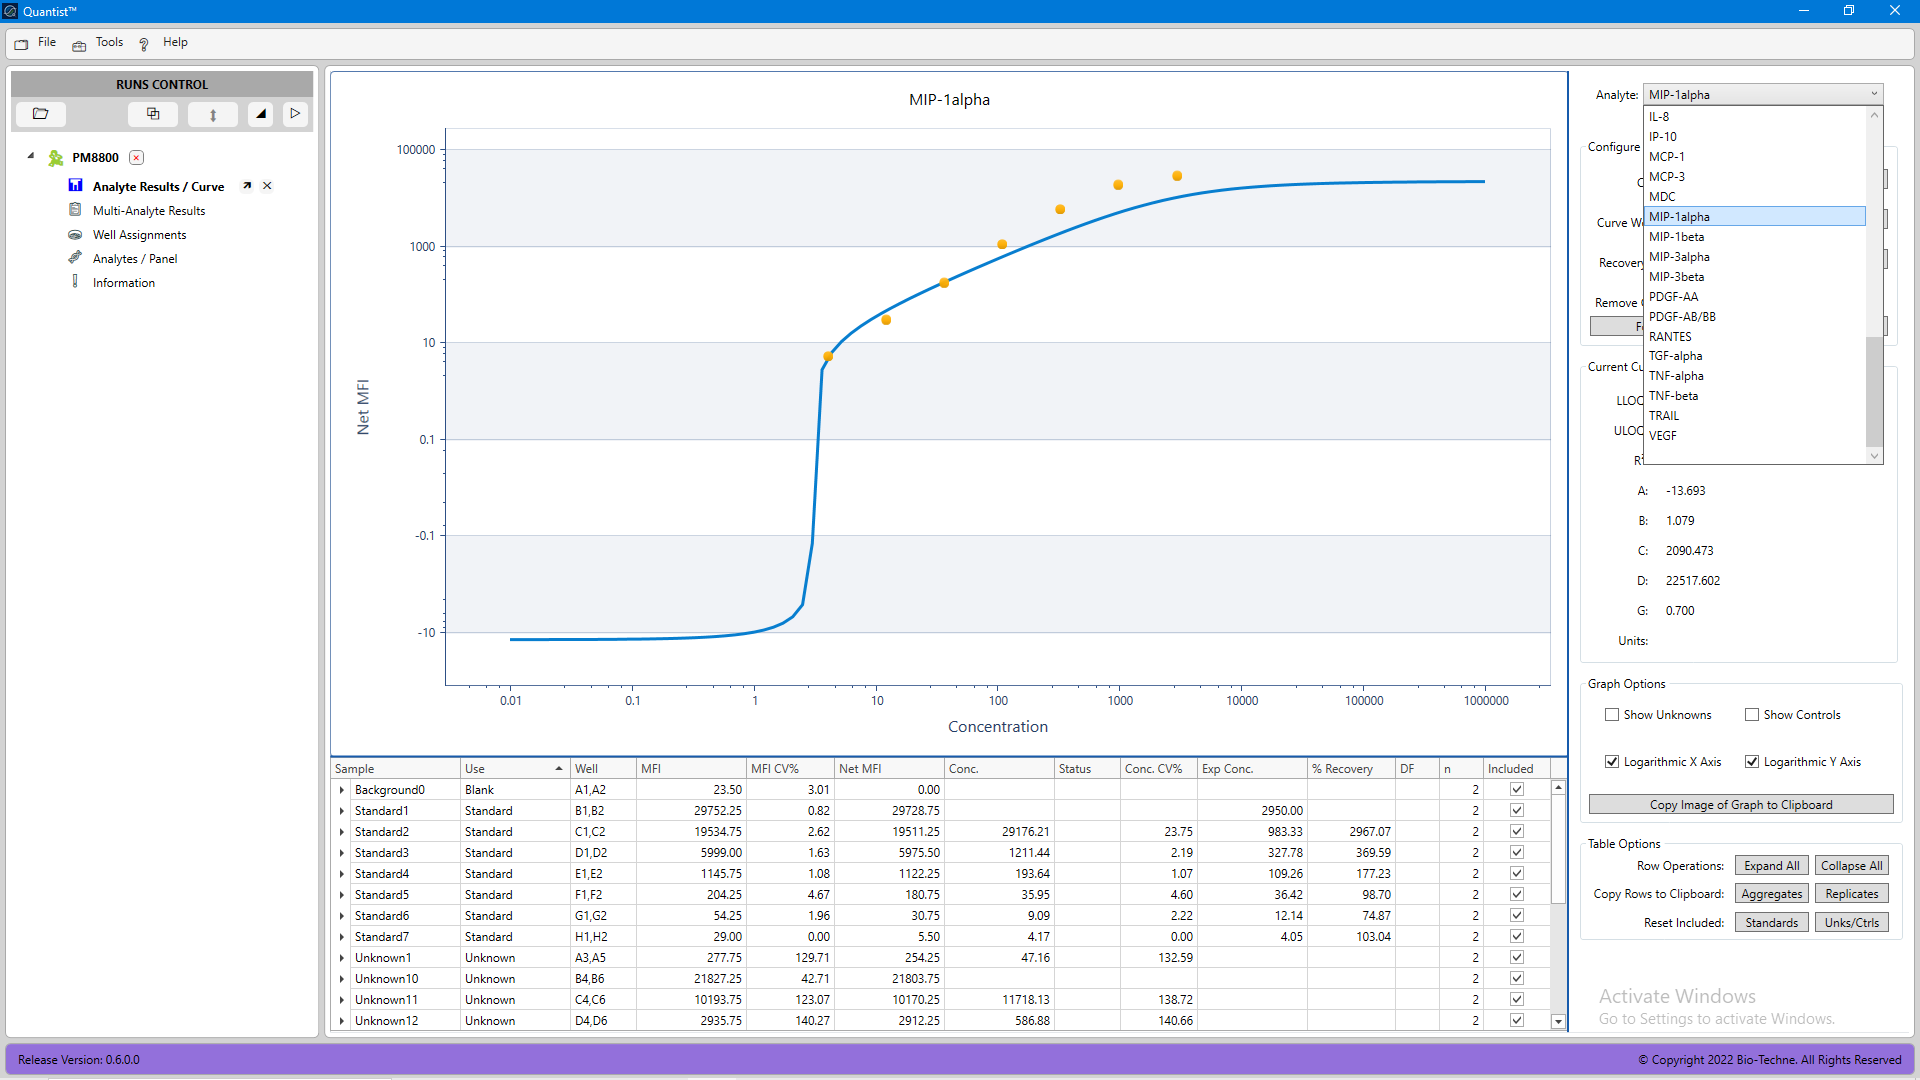 Quantist™
File Tools Help
RUNS CONTROL
PM8800
Analyte Results / Curve
Multi-Analyte Results
Well Assignments
Analytes / Panel
Information
MIP-1alpha
Net MFI
100000
1000
10
0.1
-0.1
-10
0.01 0.1 1 10 100 1000 10000 100000 1000000
Concentration
Sample Use Well MFI MFI CV% Net MFI Conc. Status Conc. CV% Exp Conc. % Recovery DF n Included
Background0 Blank A1,A2 23.50 3.01 0.00 2
Standard1 Standard B1,B2 29752.25 0.82 29728.75 2950.00 2
Standard2 Standard C1,C2 19534.75 2.62 19511.25 29176.21 23.75 983.33 2967.07 2
Standard3 Standard D1,D2 5999.00 1.63 5975.50 1211.44 2.19 327.78 369.59 2
Standard4 Standard E1,E2 1145.75 1.08 1122.25 193.64 1.07 109.26 177.23 2
Standard5 Standard F1,F2 204.25 4.67 180.75 35.95 4.60 36.42 98.70 2
Standard6 Standard G1,G2 54.25 1.96 30.75 9.09 2.22 12.14 74.87 2
Standard7 Standard H1,H2 29.00 0.00 5.50 4.17 0.00 4.05 103.04 2
Unknown1 Unknown A3,A5 277.75 129.71 254.25 47.16 132.59 2
Unknown10 Unknown B4,B6 21827.25 42.71 21803.75 2
Unknown11 Unknown C4,C6 10193.75 123.07 10170.25 11718.13 138.72 2
Unknown12 Unknown D4,D6 2935.75 140.27 2912.25 586.88 140.66 2
Analyte: MIP-1alpha
IL-8
IP-10
MCP-1
MCP-3
MDC
MIP-1alpha
MIP-1beta
MIP-3alpha
MIP-3beta
PDGF-AA
PDGF-AB/BB
RANTES
TGF-alpha
TNF-alpha
TNF-beta
TRAIL
VEGF
Configure
Recovery
Remove
A: -13.693
B: 1.079
C: 2090.473
D: 22517.602
G: 0.700
Units:
Graph Options
Show Unknowns Show Controls
Logarithmic X Axis Logarithmic Y Axis
Copy Image of Graph to Clipboard
Table Options
Row Operations: Expand All Collapse All
Copy Rows to Clipboard: Aggregates Replicates
Reset Included: Standards Unks/Ctrls
Activate Windows
Go to Settings to activate Windows.
Release Version: 0.6.0.0
© Copyright 2022 Bio-Techne. All Rights Reserved